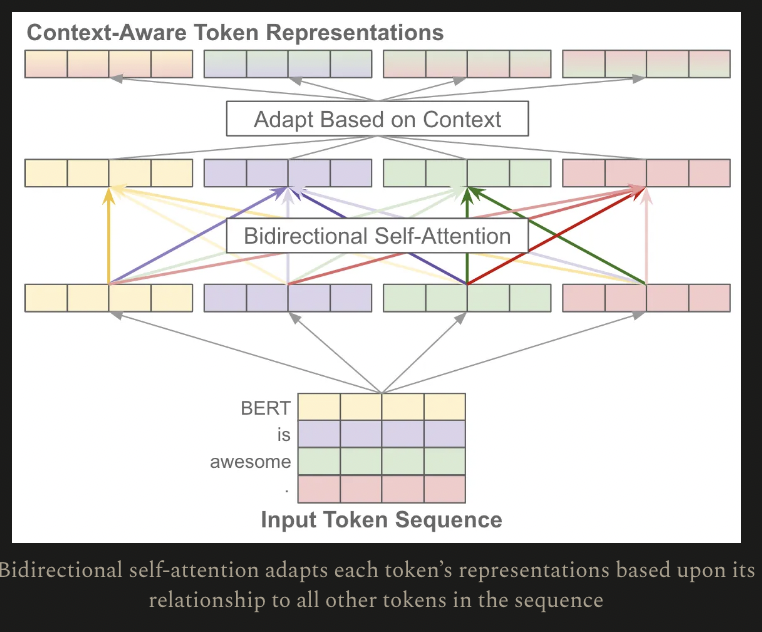 Context-Aware Token Representations
Adapt Based on Context
Bidirectional Self-Attention
BERT
is
awesome
.
Input Token Sequence
Bidirectional self-attention adapts each token’s representations based upon its
relationship to all other tokens in the sequence